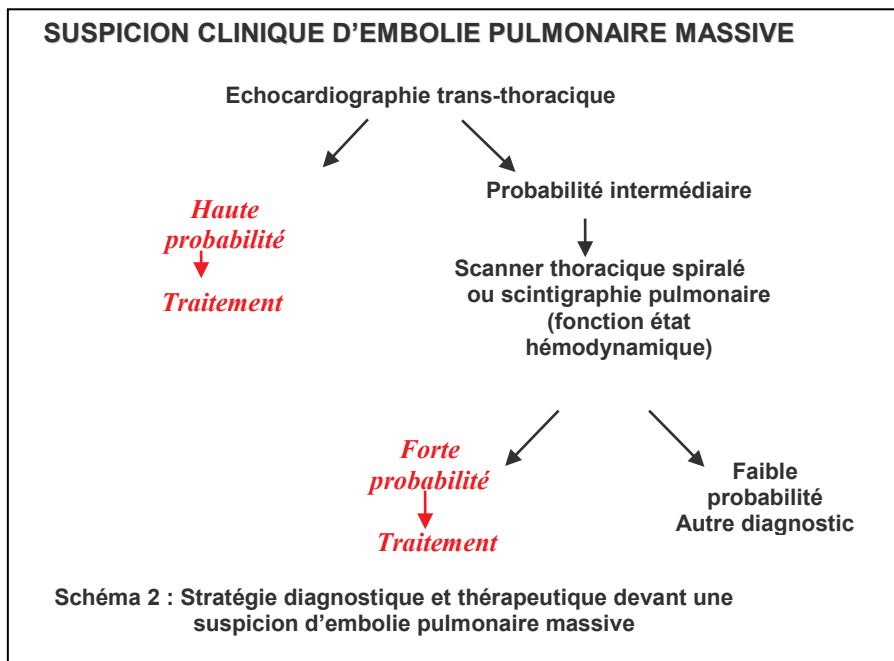 SUSPICION CLINIQUE D’EMBOLIE PULMONAIRE MASSIVE
Echocardiographie trans-thoracique
Haute
probabilité
Traitement
Probabilité intermédiaire
Scanner thoracique spiralé
ou scintigraphie pulmonaire
(fonction état
hémodynamique)
Forte
probabilité
Traitement
Faible
probabilité
Autre diagnostic
Schéma 2 : Stratégie diagnostique et thérapeutique devant une
suspicion d’embolie pulmonaire massive